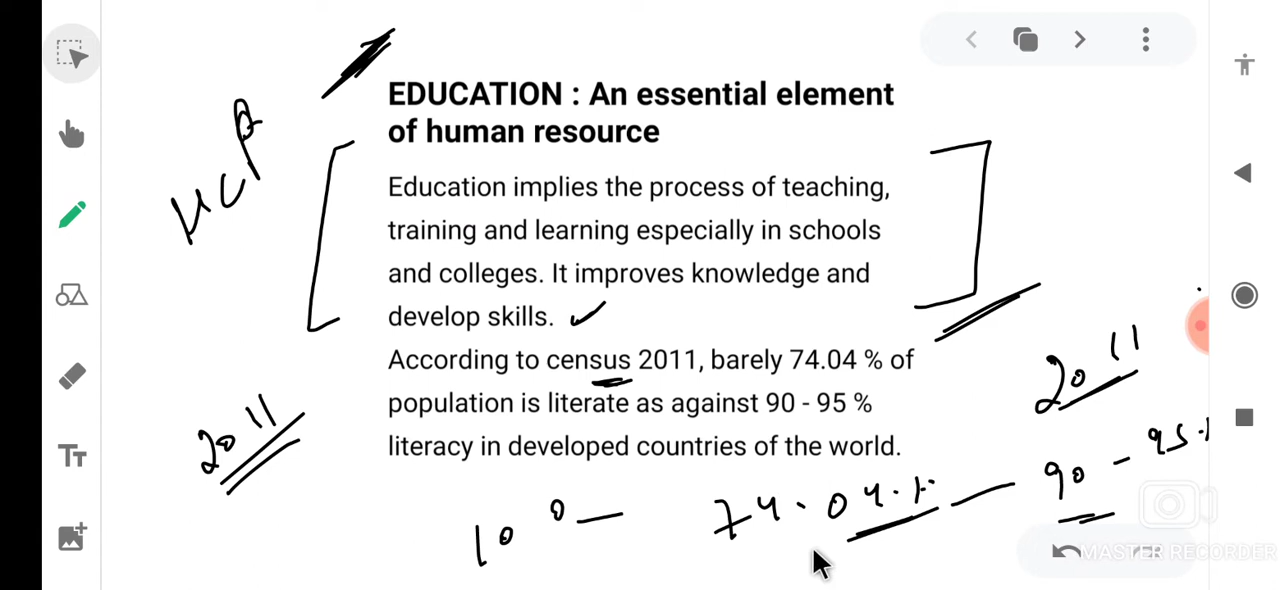 EDUCATION : An essential element
of human resource
Education implies the process of teaching,
training and learning especially in schools
and colleges. It improves knowledge and
develop skills.
According to census 2011, barely 74.04 % of
population is literate as against 90 - 95 %
literacy in developed countries of the world.
2011
2011
100 — 74.04 — 90 - 95
Tt
MASTER RECORDER